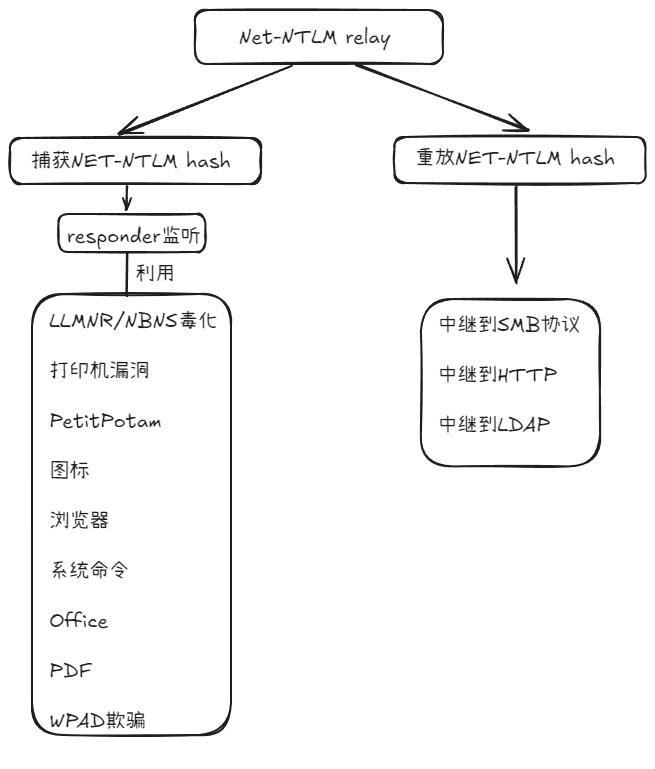 Net-NTLM relay
捕获NET-NTLM hash
重放NET-NTLM hash
responder监听
利用
LLMNR/NBNS毒化
打印机漏洞
PetitPotam
图标
浏览器
系统命令
Office
PDF
WPAD欺骗
中继到SMB协议
中继到HTTP
中继到LDAP